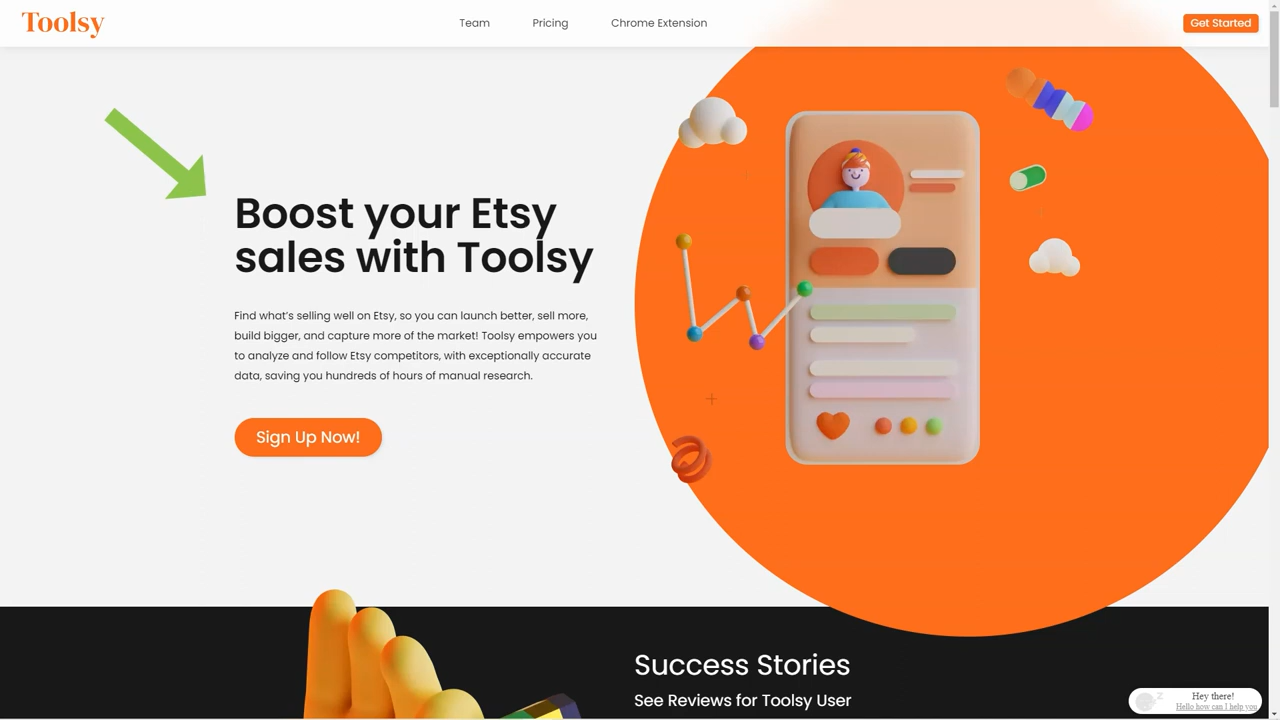 Toolsy
Team
Pricing
Chrome Extension
Get Started
Boost your Etsy
sales with Toolsy
Find what's selling well on Etsy, so you can launch better, sell more,
build bigger, and capture more of the market! Toolsy empowers you
to analyze and follow Etsy competitors, with exceptionally accurate
data, saving you hundreds of hours of manual research.
Sign Up Now!
Success Stories
See Reviews for Toolsy User
Hey there!
Hello how can I help you